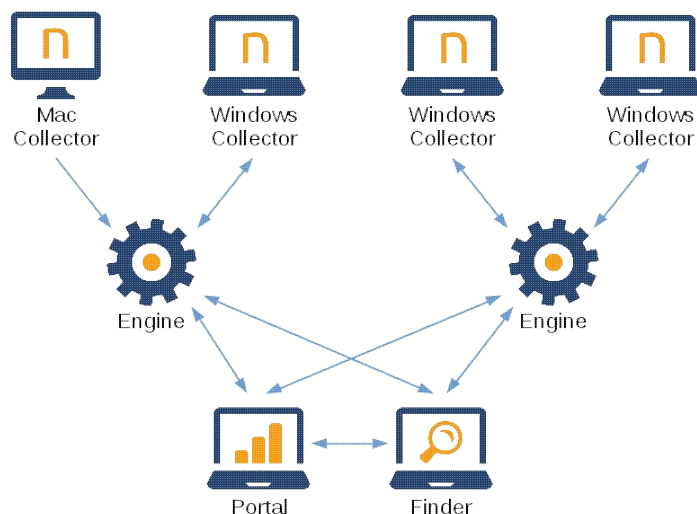 n
n
n
n
Mac
Collector
Windows
Collector
Windows
Collector
Windows
Collector
Engine
Engine
Portal
Finder